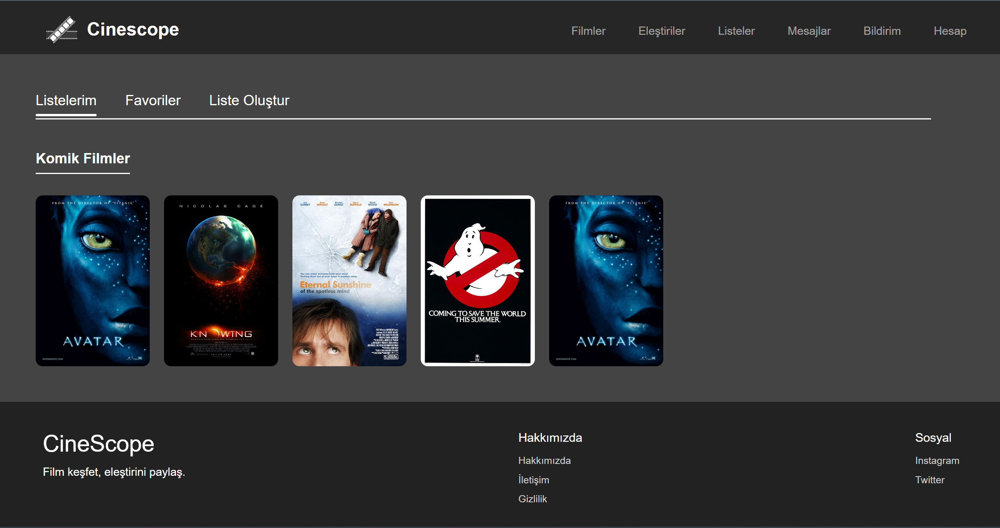 Cinescope
Filmler Eleştiriler Listeler Mesajlar Bildirim Hesap
Listelerim Favoriler Liste Oluştur
Komik Filmler
FROM THE DIRECTOR OF "TITANIC"
AVATAR
AVATARMOVIE.COM
NICOLAS CAGE
KNOWING
WHAT HAPPENS WHEN THE NUMBERS RUN OUT?
COMING SOON
Jim CARREY Kate WINSLET Kirsten DUNST Mark RUFFALO Elijah WOOD Tom WILKINSON
You can erase someone from your mind.
Getting them out of your heart is another story.
Eternal Sunshine
of the spotless mind
COMING TO SAVE THE WORLD
THIS SUMMER.
FROM THE DIRECTOR OF "TITANIC"
AVATAR
AVATARMOVIE.COM
CineScope
Film keşfet, eleştirini paylaş.
Hakkımızda
Hakkımızda
İletişim
Gizlilik
Sosyal
Instagram
Twitter